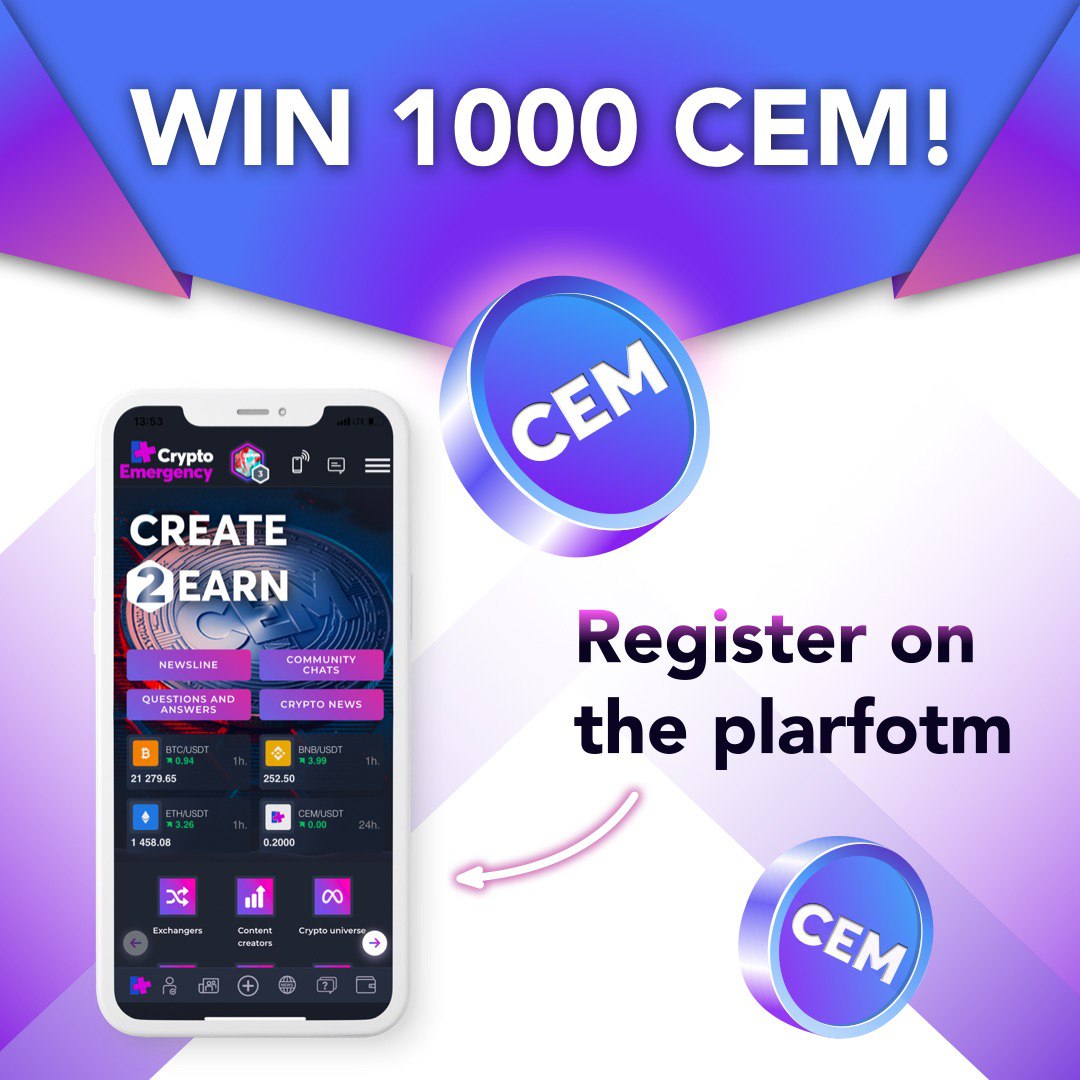 WIN 1000 CEM!
CEM
13:53
LTE
Crypto
Emergency
3
CREATE
2EARN
CEM
NEWSLINE
COMMUNITY
CHATS
QUESTIONS AND
ANSWERS
CRYPTO NEWS
BTC/USDT
0.94
1h.
21 279.65
BNB/USDT
3.99
1h.
252.50
ETH/USDT
3.26
1h.
1 458.08
CEM/USDT
0.00
24h.
0.2000
Exchangers
Content
creators
Crypto universe
NEWS
Register on
the plarfotm
CEM